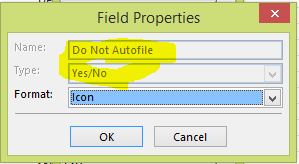 Field Properties
Name: Do Not Autofile
Type: Yes/No
Format: Icon
OK Cancel